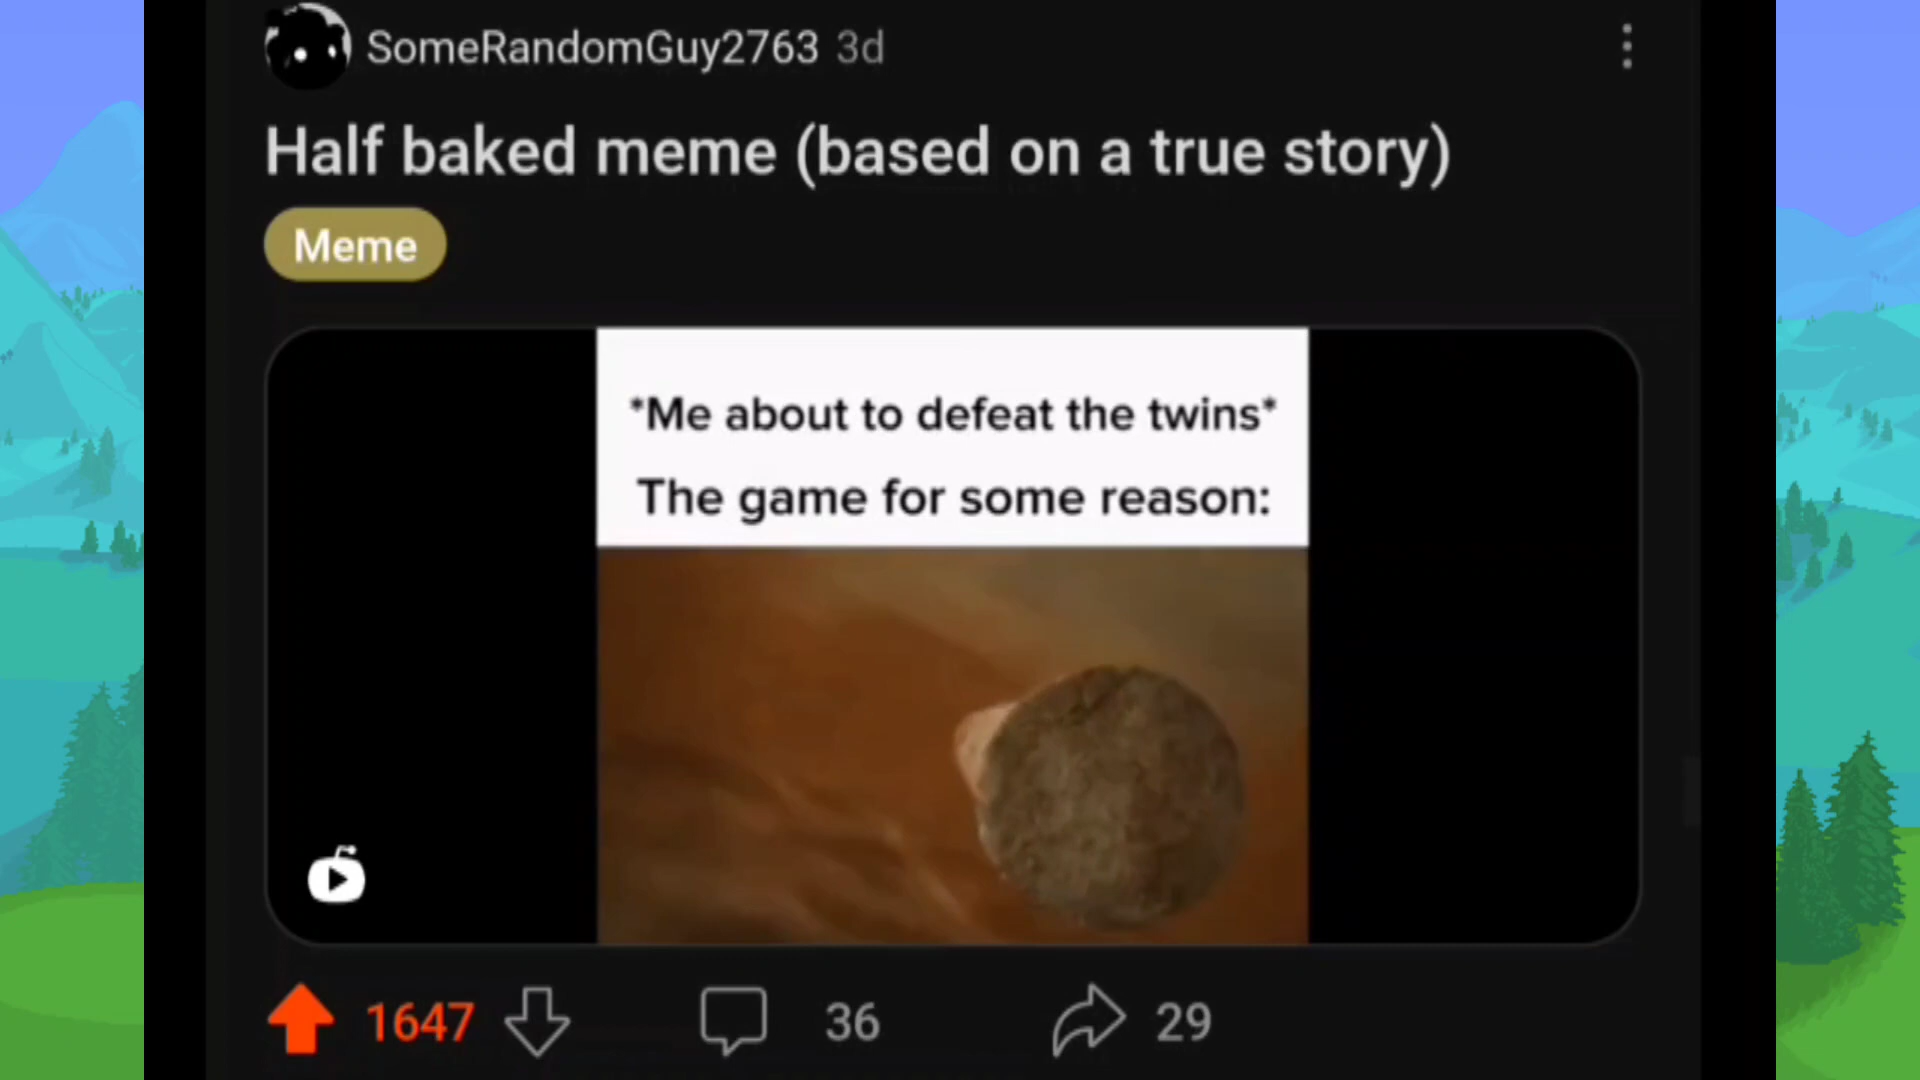 SomeRandomGuy2763 3d
Half baked meme (based on a true story)
Meme
*Me about to defeat the twins*
The game for some reason:
1647 36 29